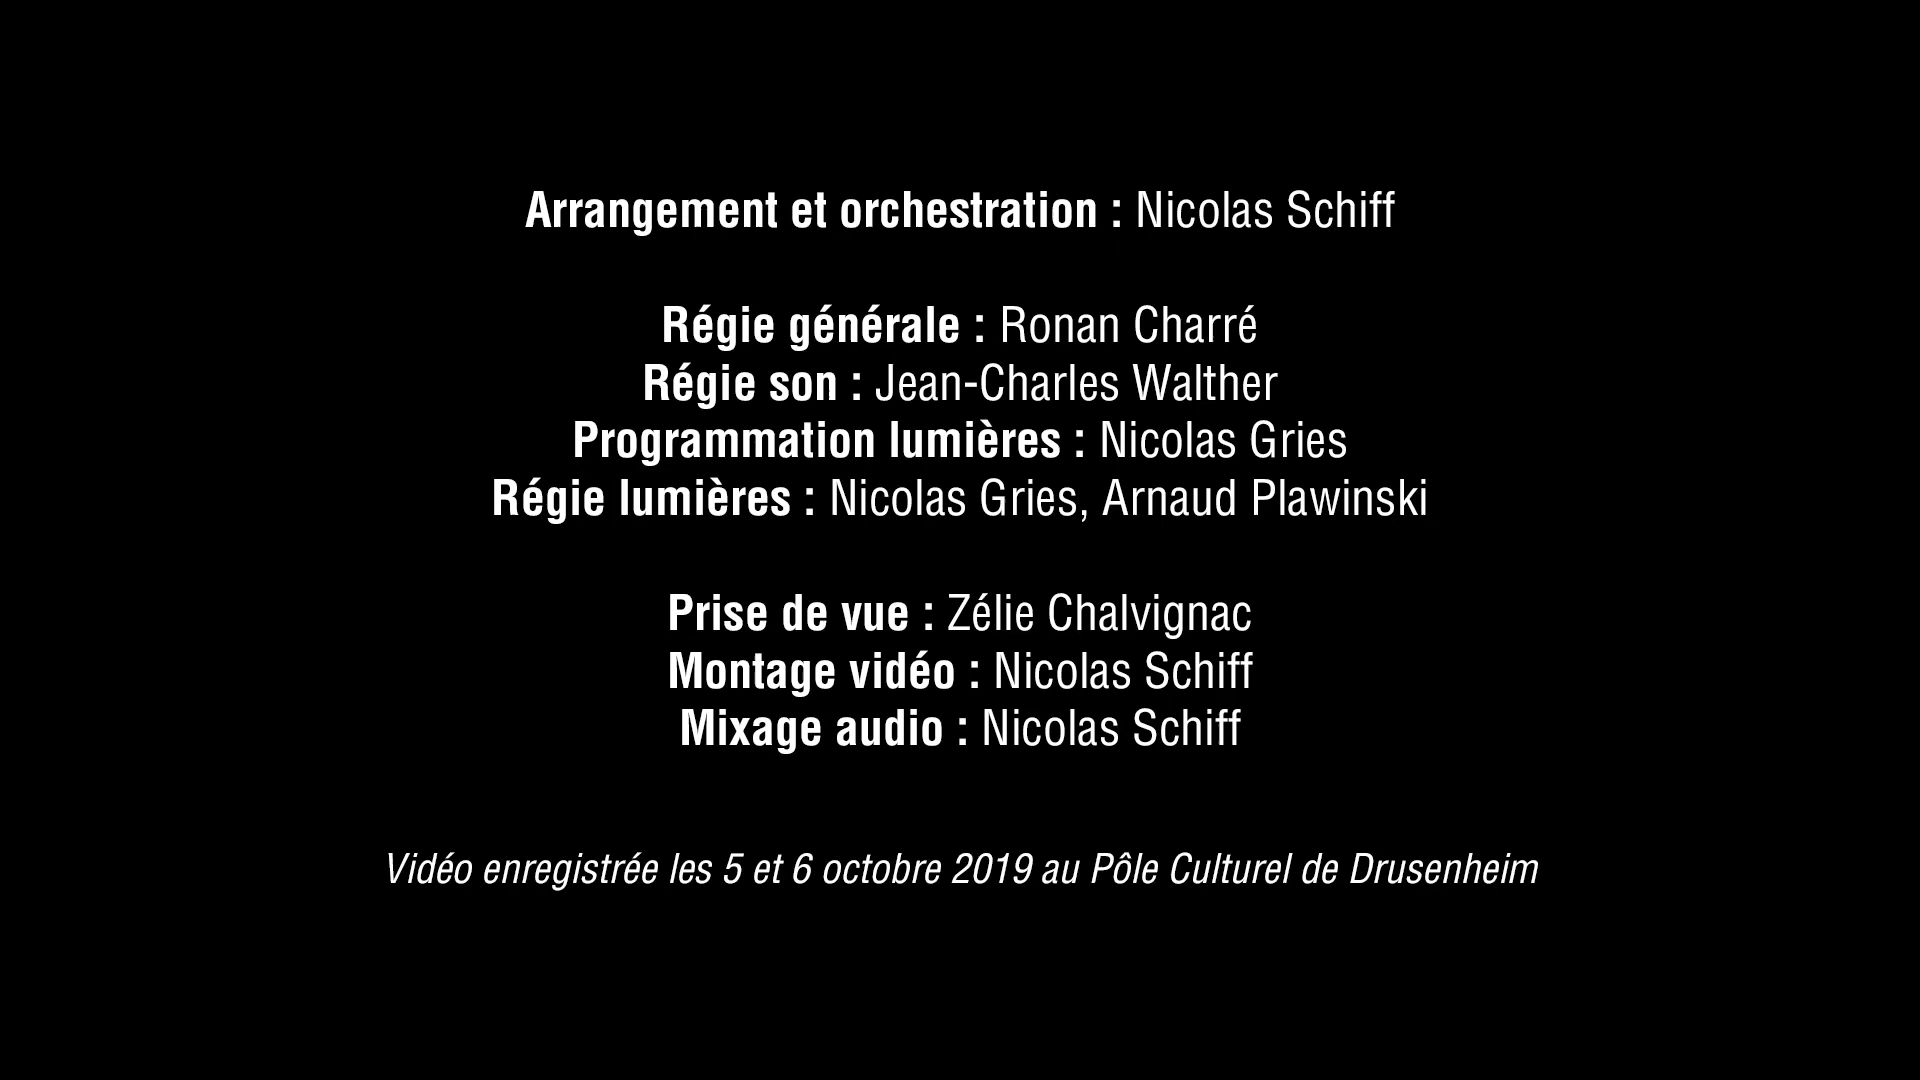 Arrangement et orchestration : Nicolas Schiff
Régie générale : Ronan Charré
Régie son : Jean-Charles Walther
Programmation lumières : Nicolas Gries
Régie lumières : Nicolas Gries, Arnaud Plawinski
Prise de vue : Zélie Chalvignac
Montage vidéo : Nicolas Schiff
Mixage audio : Nicolas Schiff
Vidéo enregistrée les 5 et 6 octobre 2019 au Pôle Culturel de Drusenheim